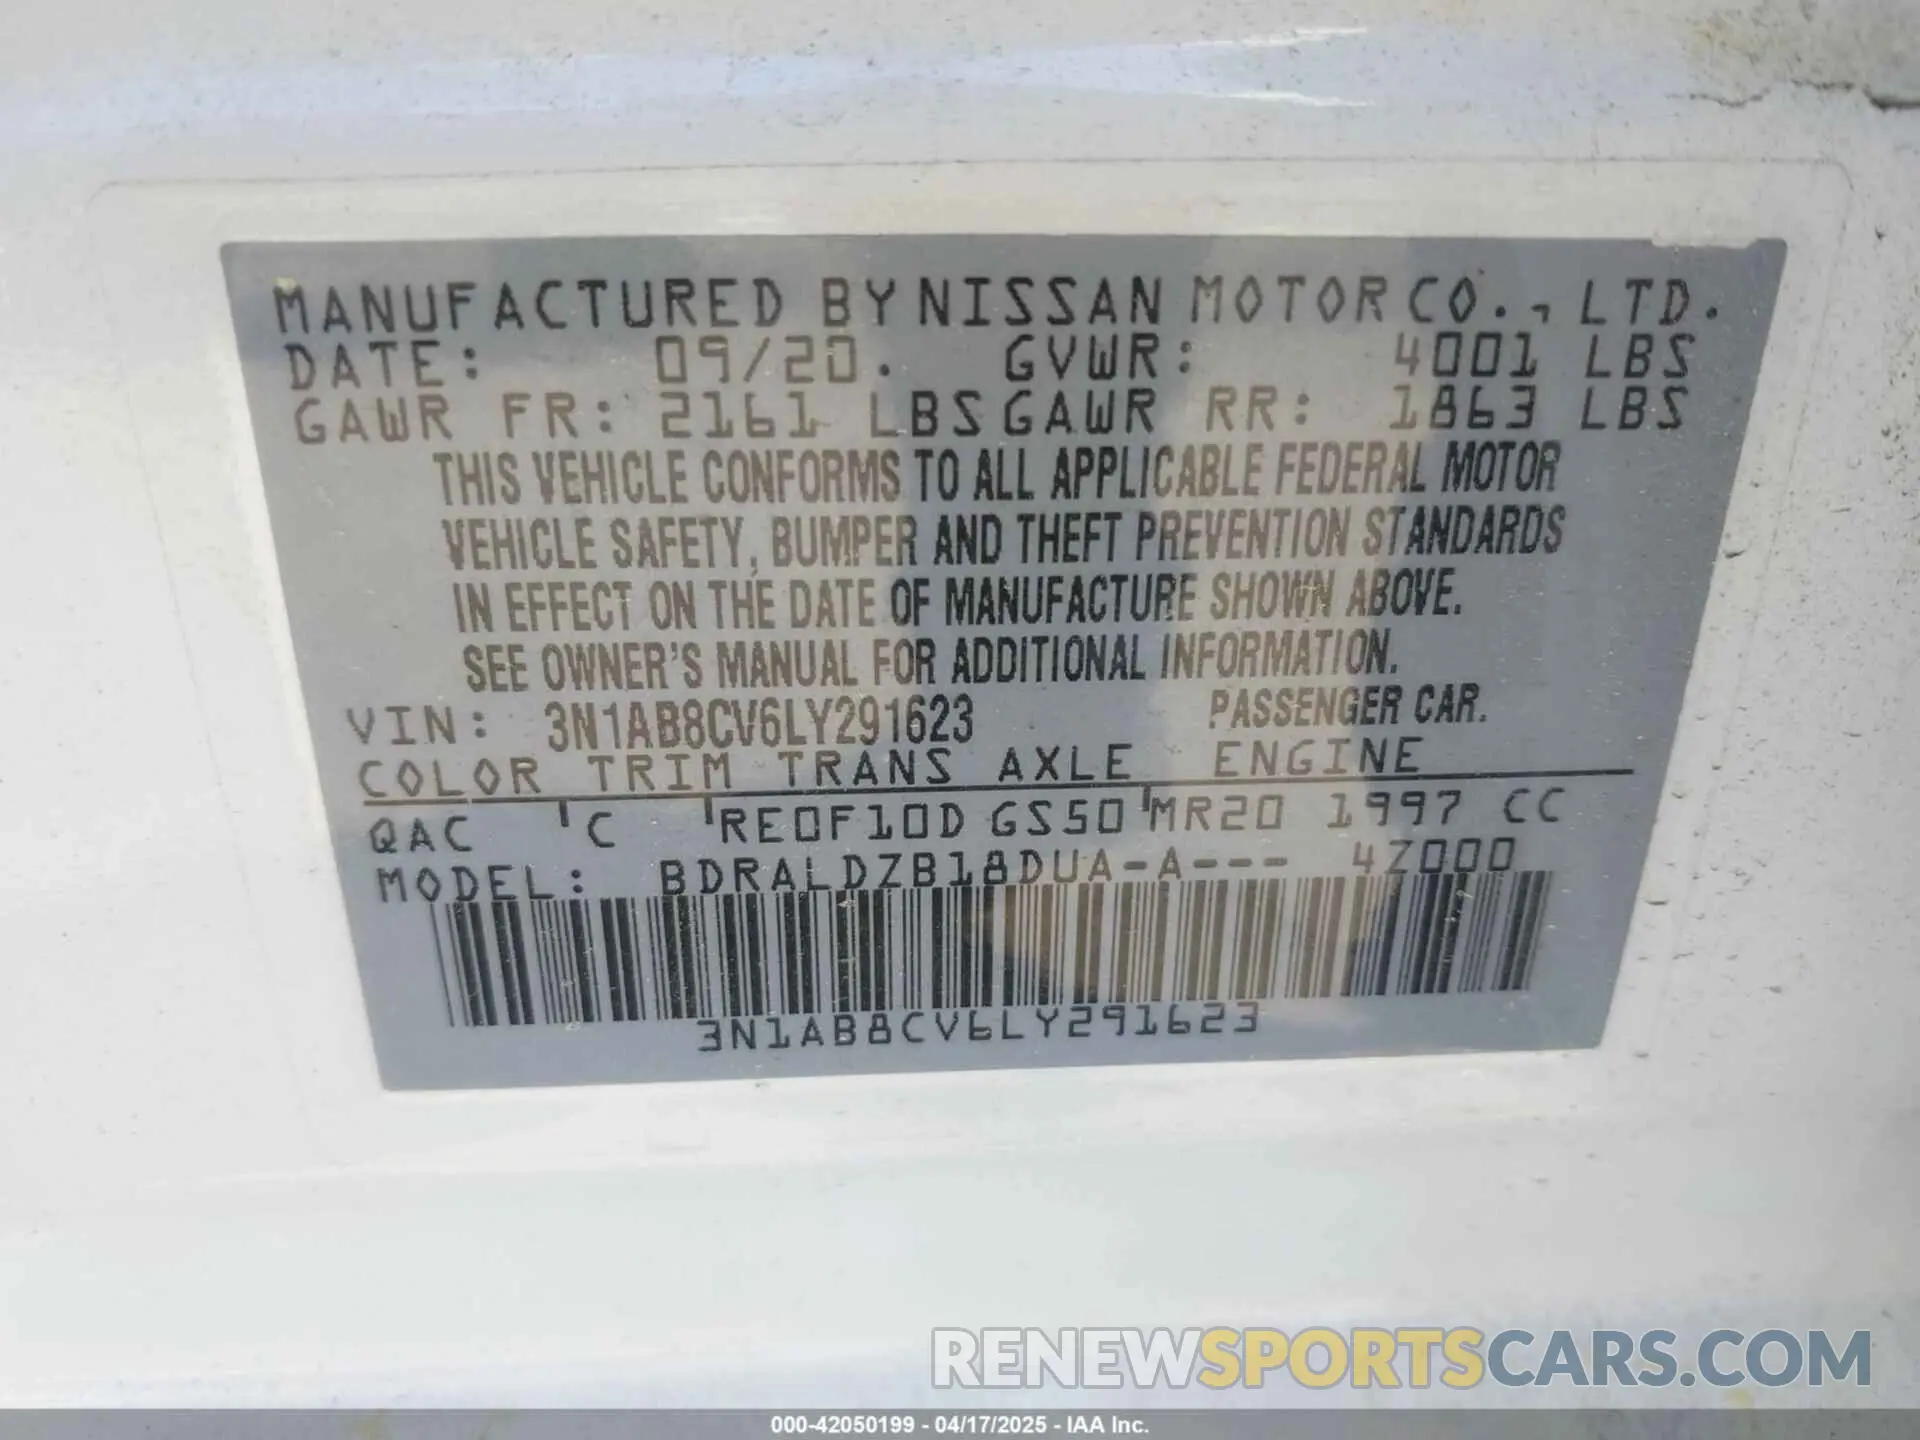 MANUFACTURED BY NISSAN MOTOR CO., LTD.
DATE: 09/20. GVWR: 4001 LBS
GAWR FR: 2161 LBS GAWR RR: 1863 LBS
THIS VEHICLE CONFORMS TO ALL APPLICABLE FEDERAL MOTOR
VEHICLE SAFETY, BUMPER AND THEFT PREVENTION STANDARDS
IN EFFECT ON THE DATE OF MANUFACTURE SHOWN ABOVE.
SEE OWNER'S MANUAL FOR ADDITIONAL INFORMATION.
VIN: 3N1AB8CV6LY291623 PASSENGER CAR.
COLOR TRIM TRANS AXLE ENGINE
QAC C RE0F10D GS50 MR20 1997 CC
MODEL: BDRALDZB18DUA-A--- 4Z000
3N1AB8CV6LY291623
RENEWSPORTSCARS.COM
000-42050199 - 04/17/2025 - IAA Inc.